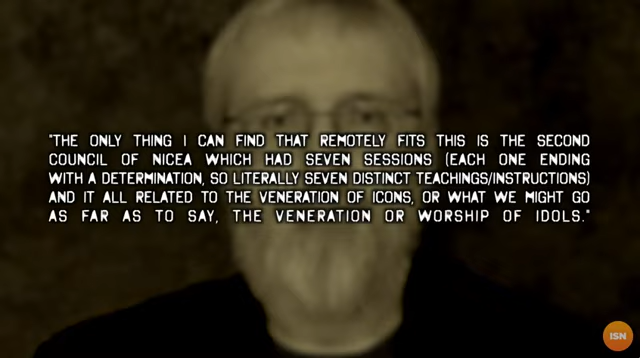 "THE ONLY THING I CAN FIND THAT REMOTELY FITS THIS IS THE SECOND
COUNCIL OF NICEA WHICH HAD SEVEN SESSIONS (EACH ONE ENDING
WITH A DETERMINATION, SO LITERALLY SEVEN DISTINCT TEACHINGS/INSTRUCTIONS)
AND IT ALL RELATED TO THE VENERATION OF ICONS, OR WHAT WE MIGHT GO
AS FAR AS TO SAY, THE VENERATION OR WORSHIP OF IDOLS."
ISN